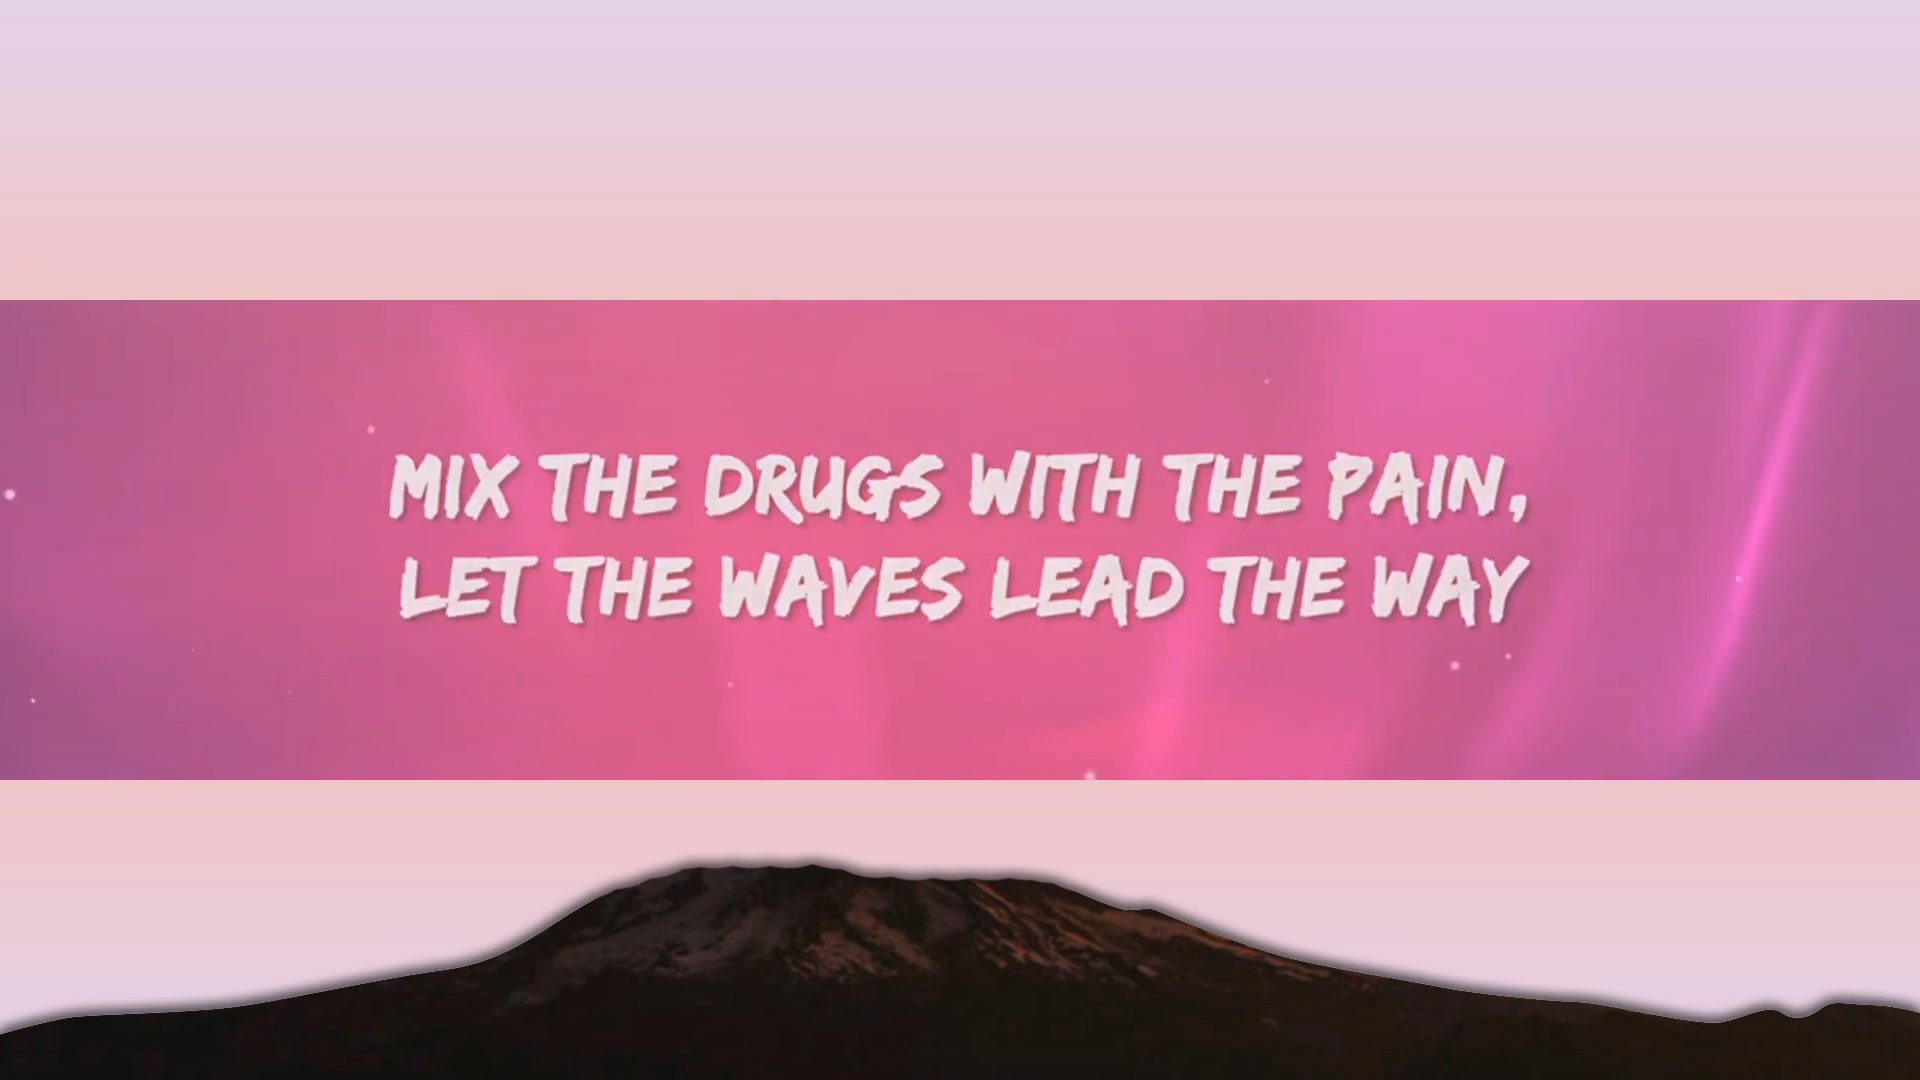 MIX THE DRUGS WITH THE PAIN,
LET THE WAVES LEAD THE WAY